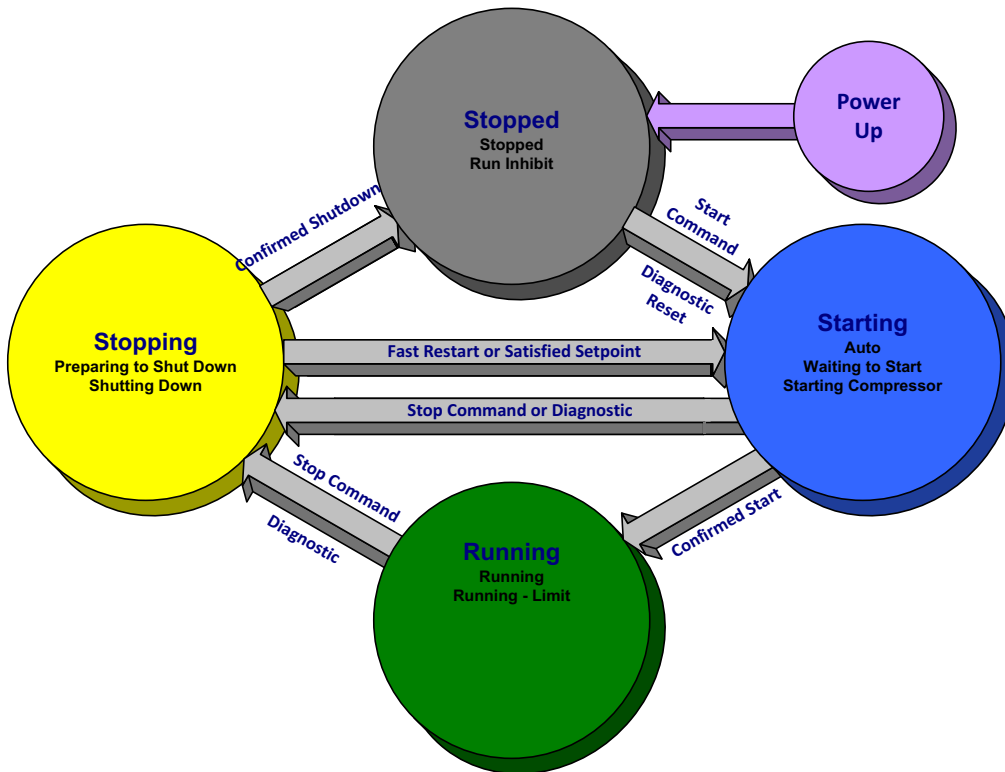 Stopped
Stopped
Run Inhibit
Power
Up
Confirmed Shutdown
Start
Command
Diagnostic
Reset
Stopping
Preparing to Shut Down
Shutting Down
Fast Restart or Satisfied Setpoint
Stop Command or Diagnostic
Starting
Auto
Waiting to Start
Starting Compressor
Stop Command
Diagnostic
Confirmed Start
Running
Running
Running - Limit